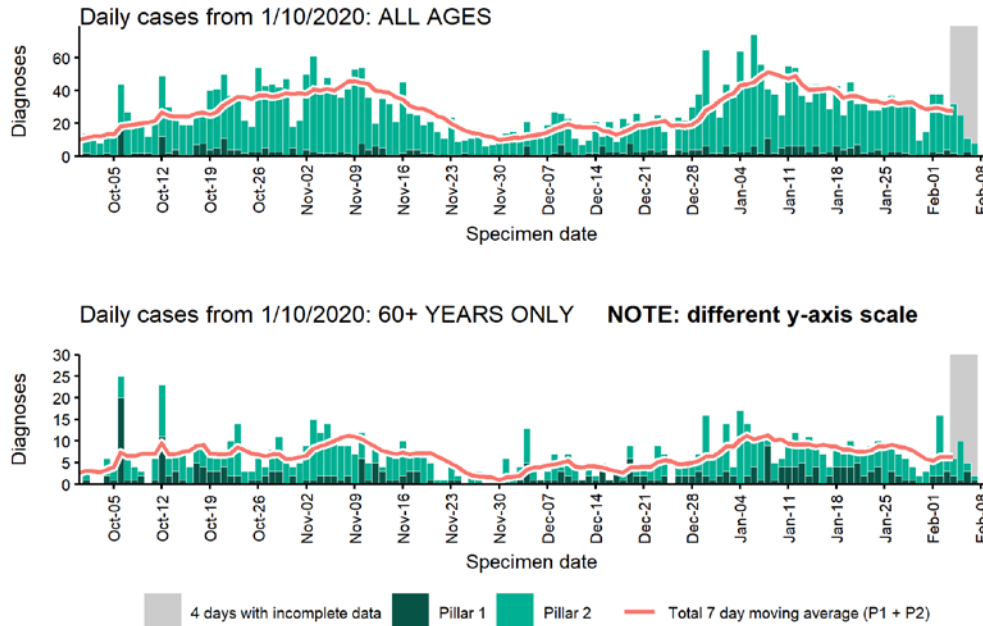 Daily cases from 1/10/2020: ALL AGES
Diagnoses
60
40
20
0
Oct-05 Oct-12 Oct-19 Oct-26 Nov-02 Nov-09 Nov-16 Nov-23 Nov-30 Dec-07 Dec-14 Dec-21 Dec-28 Jan-04 Jan-11 Jan-18 Jan-25 Feb-01 Feb-08
Specimen date
Daily cases from 1/10/2020: 60+ YEARS ONLY NOTE: different y-axis scale
Diagnoses
30
25
20
15
10
5
0
Oct-05 Oct-12 Oct-19 Oct-26 Nov-02 Nov-09 Nov-16 Nov-23 Nov-30 Dec-07 Dec-14 Dec-21 Dec-28 Jan-04 Jan-11 Jan-18 Jan-25 Feb-01 Feb-08
Specimen date
4 days with incomplete data Pillar 1 Pillar 2 Total 7 day moving average (P1 + P2)